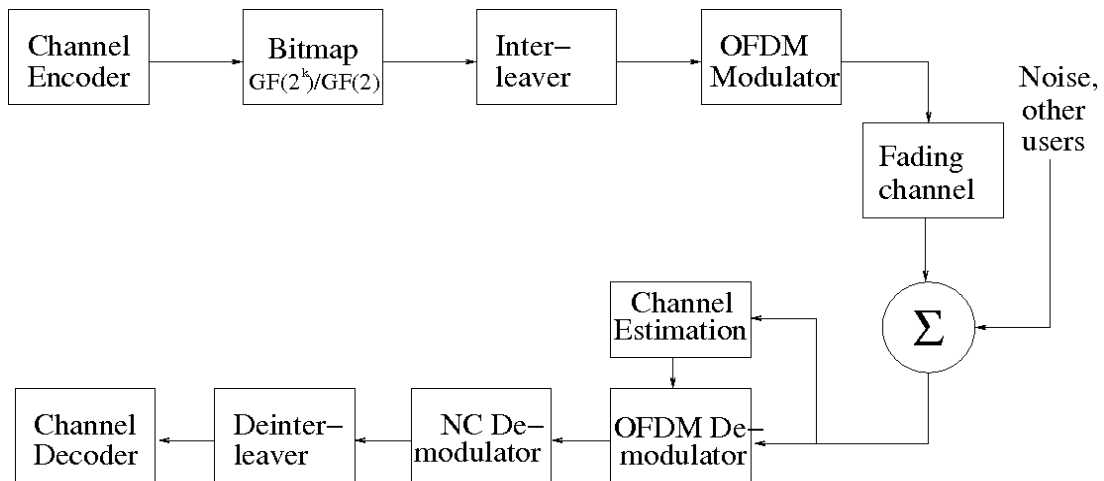 Channel
Encoder
Bitmap
GF(2^k)/GF(2)
Inter–
leaver
OFDM
Modulator
Noise,
other
users
Fading
channel
Σ
Channel
Estimation
OFDM De–
modulator
NC De–
modulator
Deinter–
leaver
Channel
Decoder